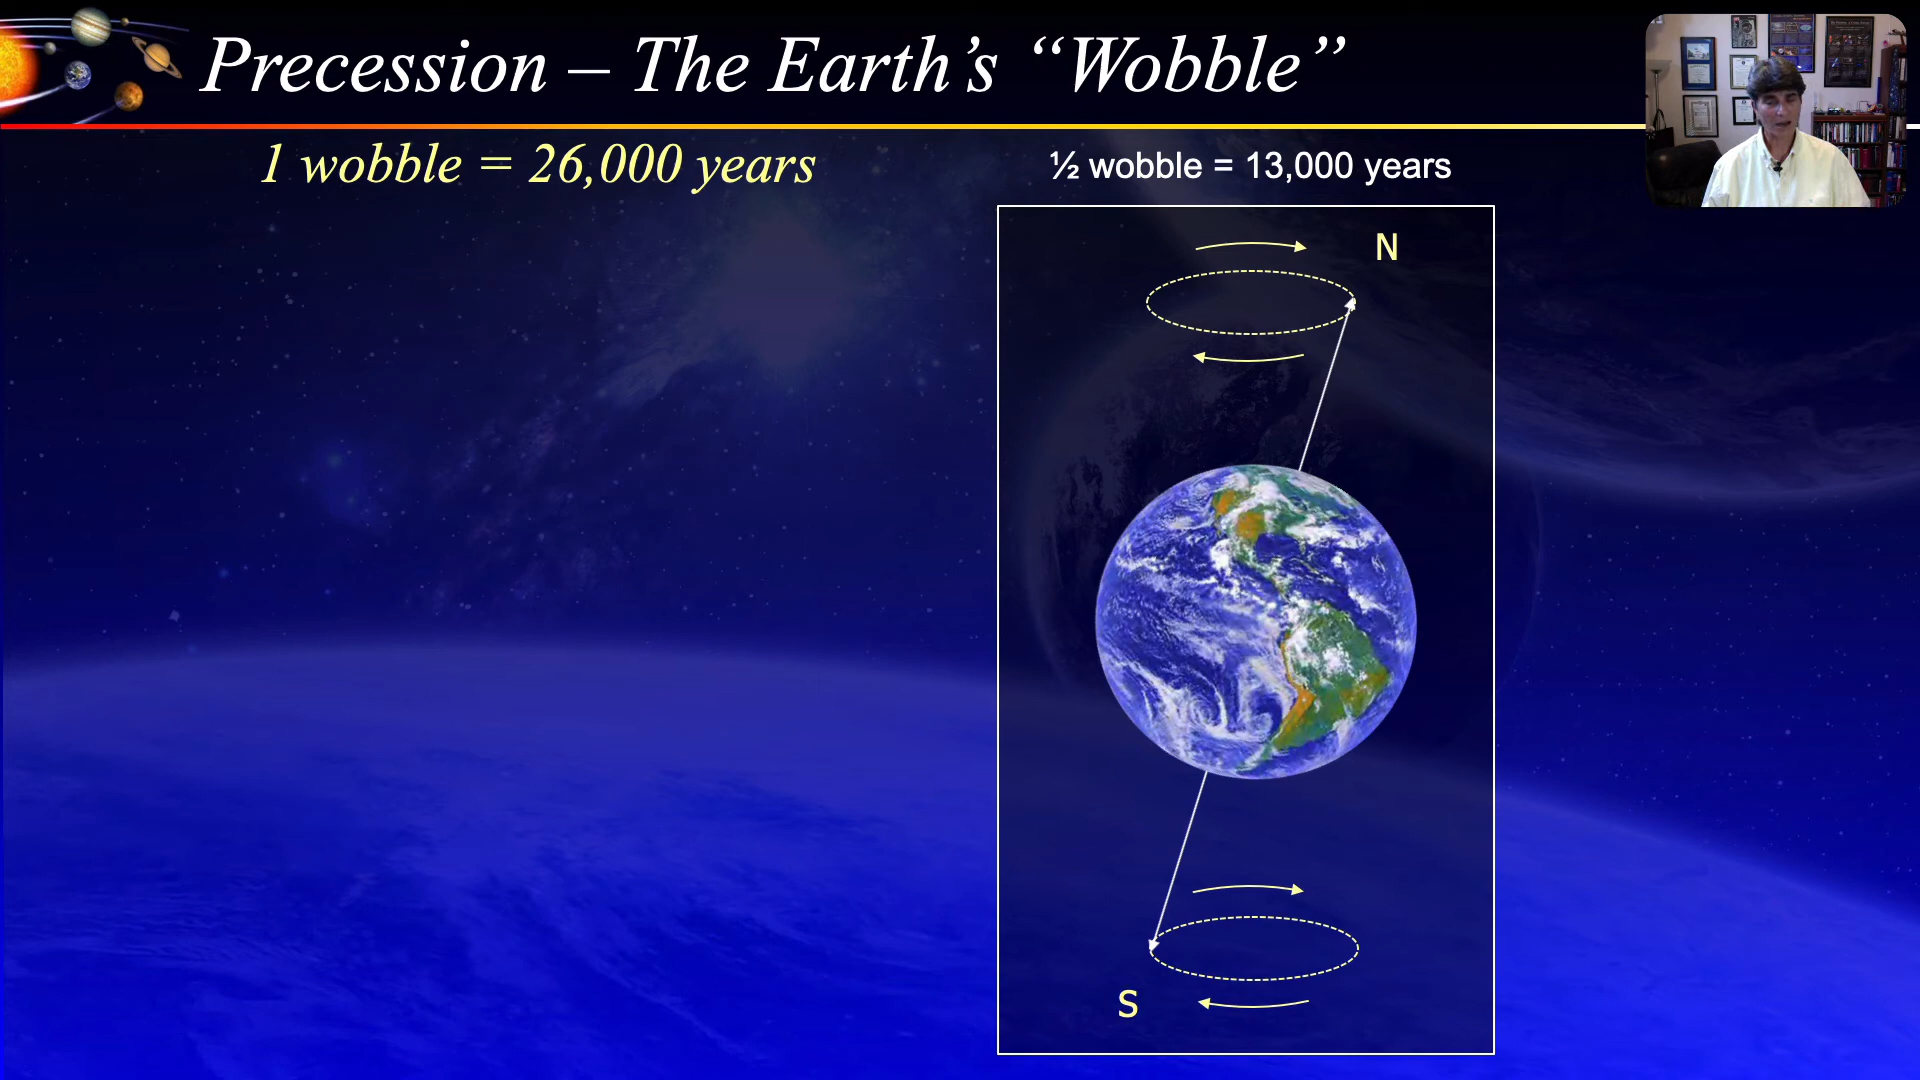 Precession – The Earth’s “Wobble”
1 wobble = 26,000 years
½ wobble = 13,000 years
N
S